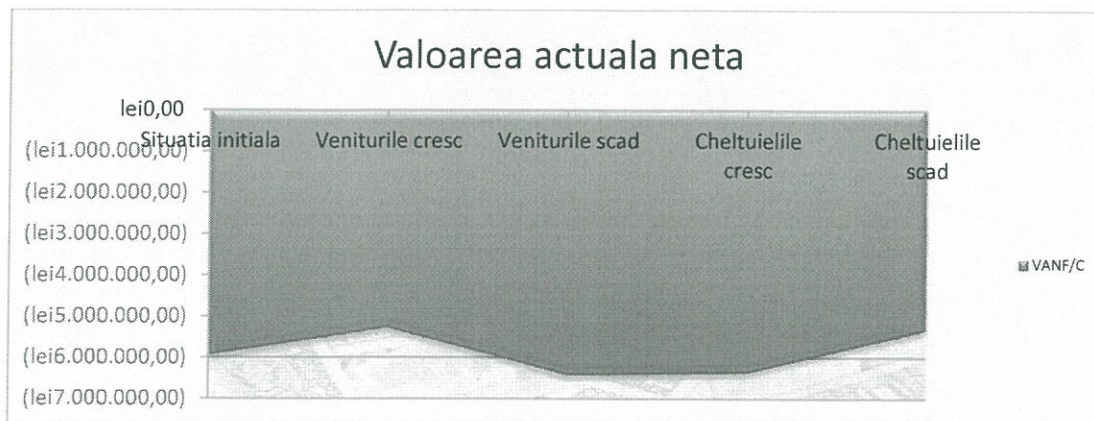 Valoarea actuala neta
lei0,00
(lei1.000.000,00)
(lei2.000.000,00)
(lei3.000.000,00)
(lei4.000.000,00)
(lei5.000.000,00)
(lei6.000.000,00)
(lei7.000.000,00)
Situatia initiala
Veniturile cresc
Veniturile scad
Cheltuielile
cresc
Cheltuielile
scad
VANF/C